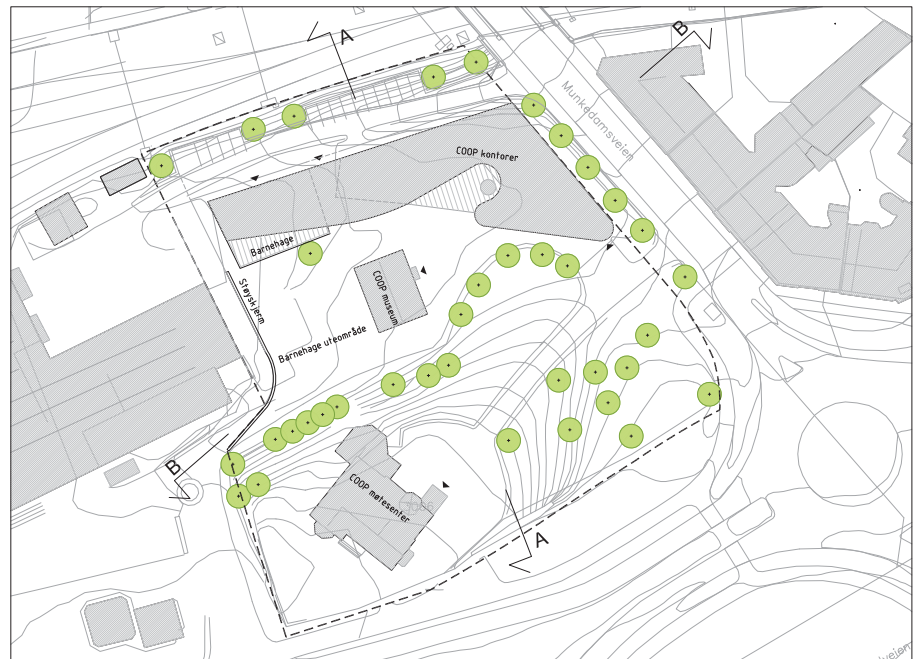 A
B
Munkedamsveien
COOP kontorer
Barnehage
Støyskjerm
COOP museum
Barnehage uteområde
B
COOP møtesenter
A